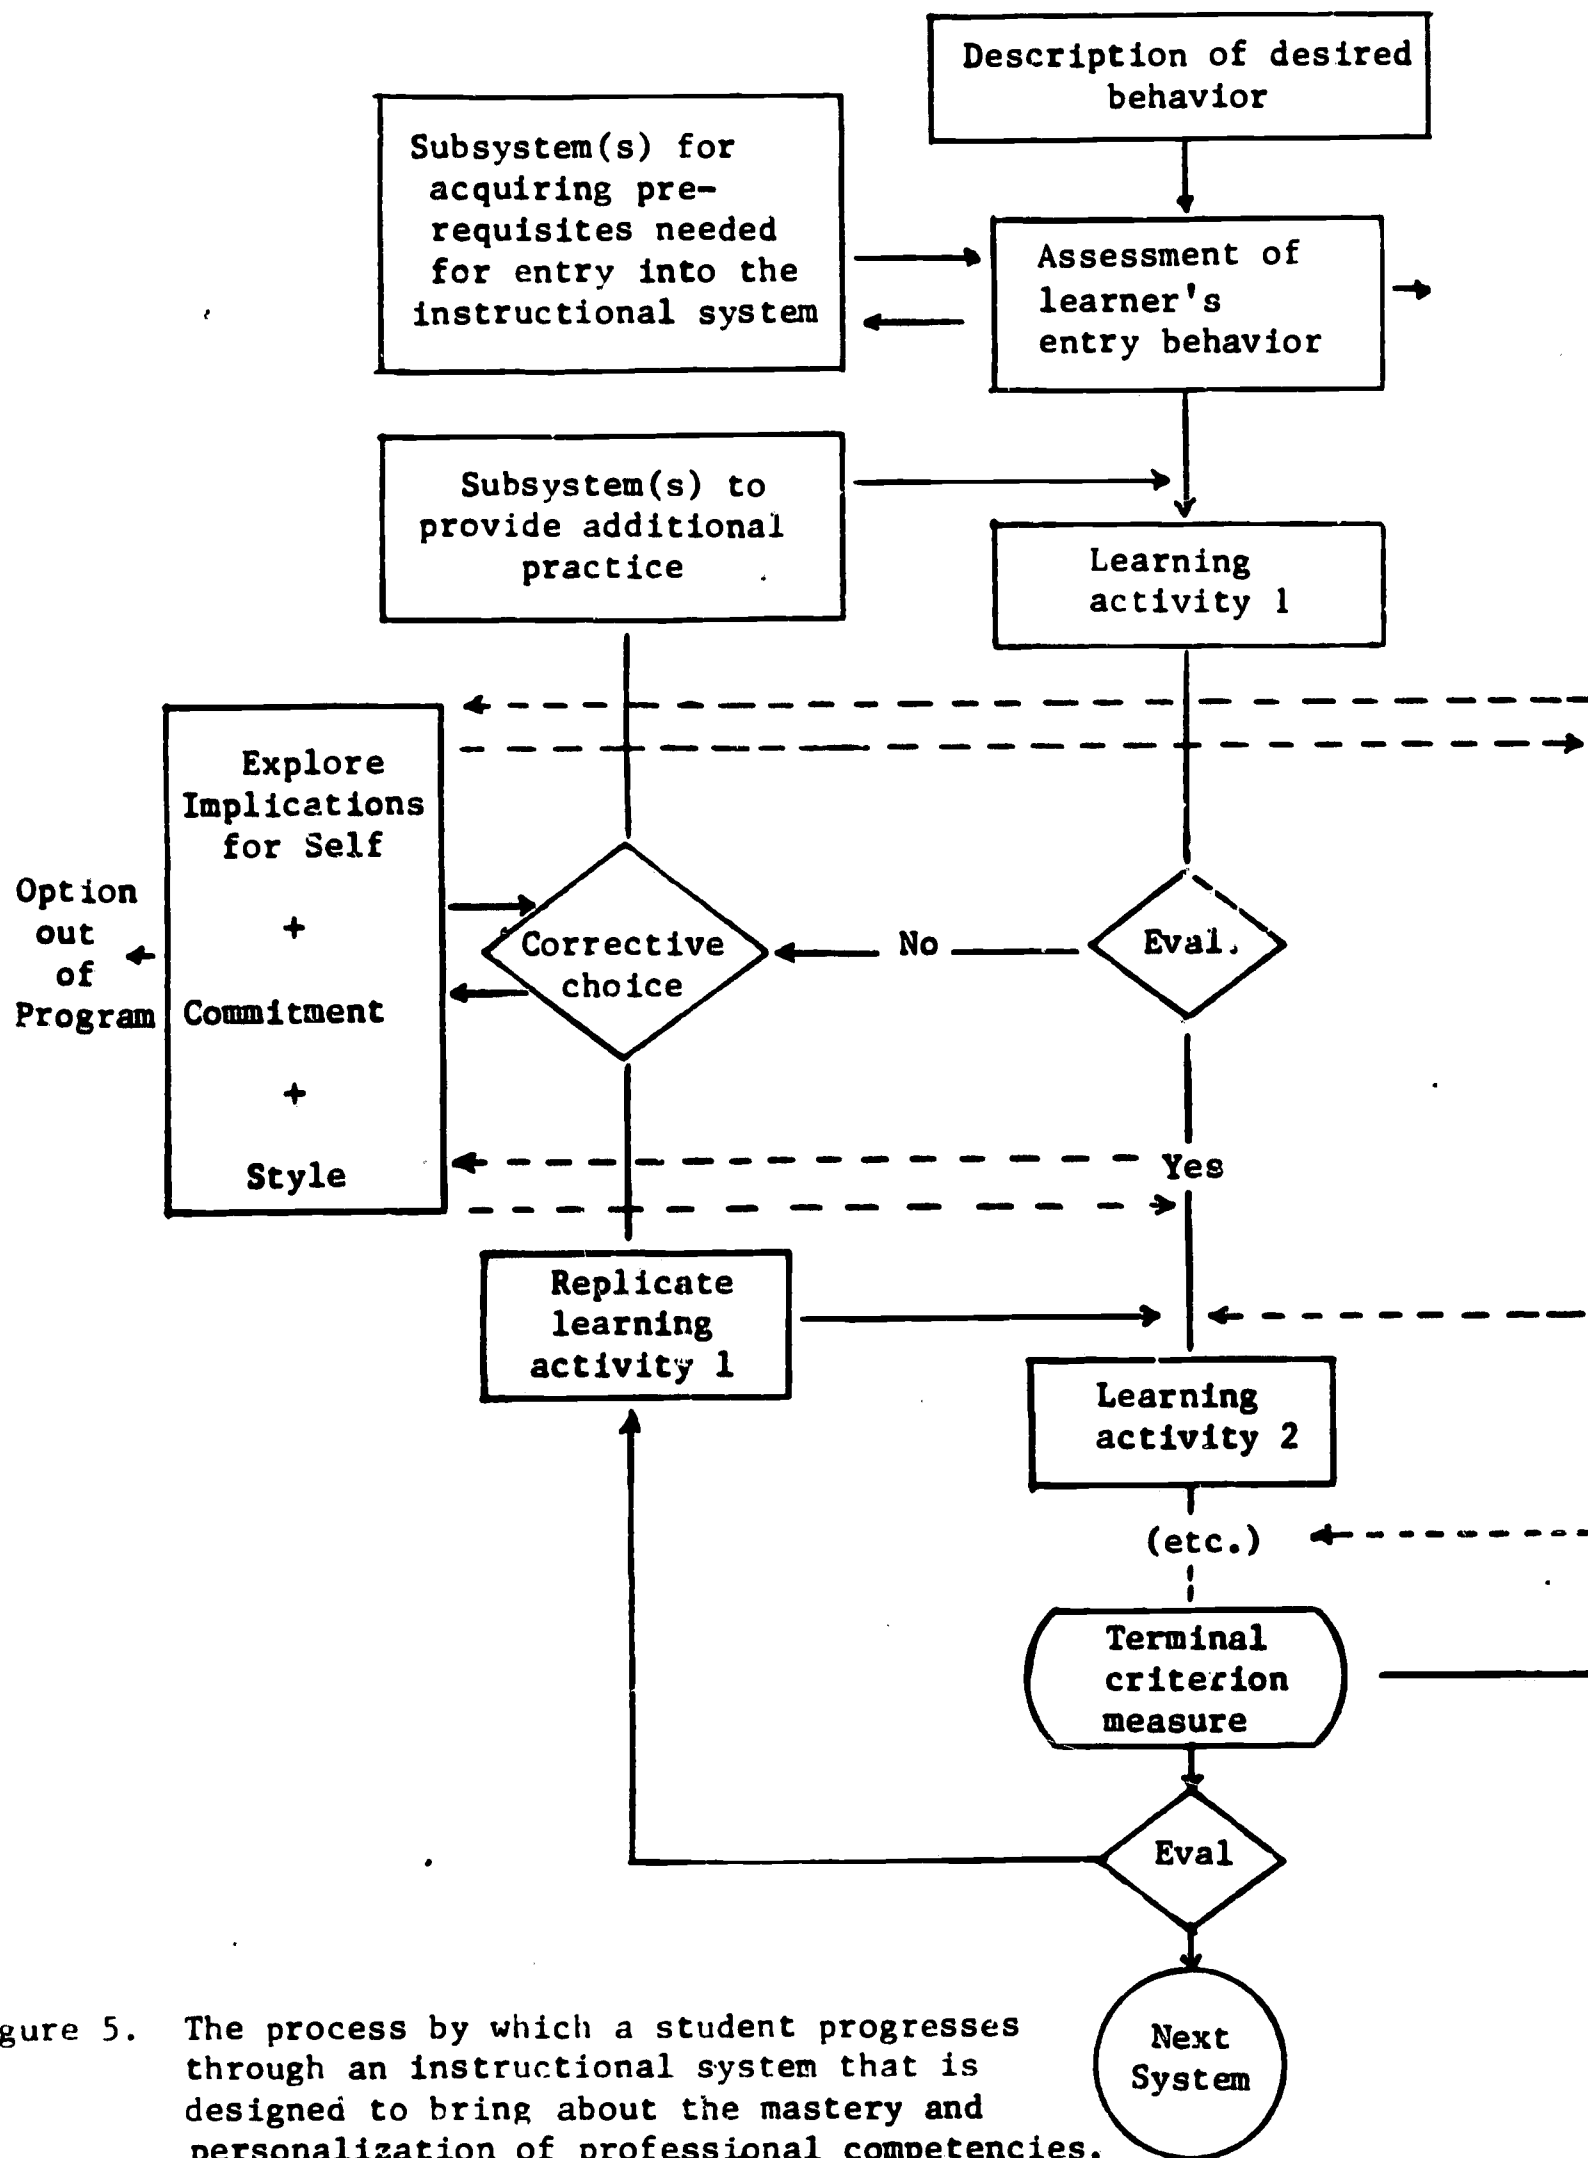 Description of desired
behavior
Subsystem(s) for
acquiring pre-
requisites needed
for entry into the
instructional system
Assessment of
learner's
entry behavior
Subsystem(s) to
provide additional
practice
Learning
activity 1
Explore
Implications
for Self
+
Commitment
+
Style
Option
out
of
Program
Corrective
choice
No
Eval.
Yes
Replicate
learning
activity 1
Learning
activity 2
(etc.)
Terminal
criterion
measure
Eval
Next
System
gure 5. The process by which a student progresses
through an instructional system that is
designed to bring about the mastery and
personalization of professional competencies.